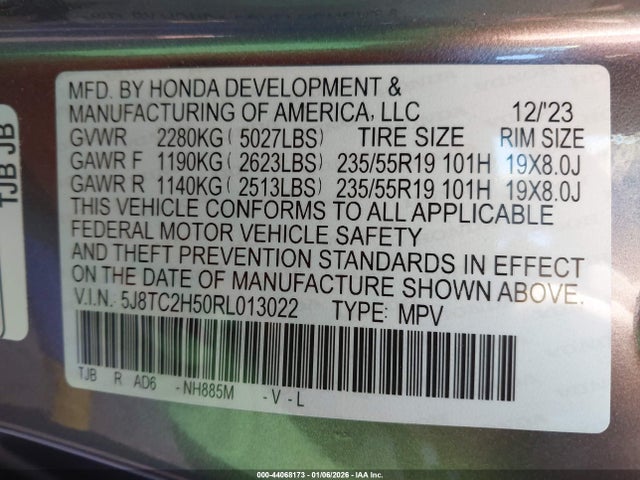 MFD. BY HONDA DEVELOPMENT &
MANUFACTURING OF AMERICA, LLC 12/'23
GVWR 2280KG ( 5027LBS) TIRE SIZE RIM SIZE
GAWR F 1190KG ( 2623LBS) 235/55R19 101H 19X8.0J
GAWR R 1140KG ( 2513LBS) 235/55R19 101H 19X8.0J
THIS VEHICLE CONFORMS TO ALL APPLICABLE
FEDERAL MOTOR VEHICLE SAFETY
AND THEFT PREVENTION STANDARDS IN EFFECT
ON THE DATE OF MANUFACTURE SHOWN ABOVE.
V.I.N.- 5J8TC2H50RL013022 TYPE: MPV
TJB R AD6 -NH885M -V-L
TJB JB
000-44068173 - 01/06/2026 - IAA Inc.